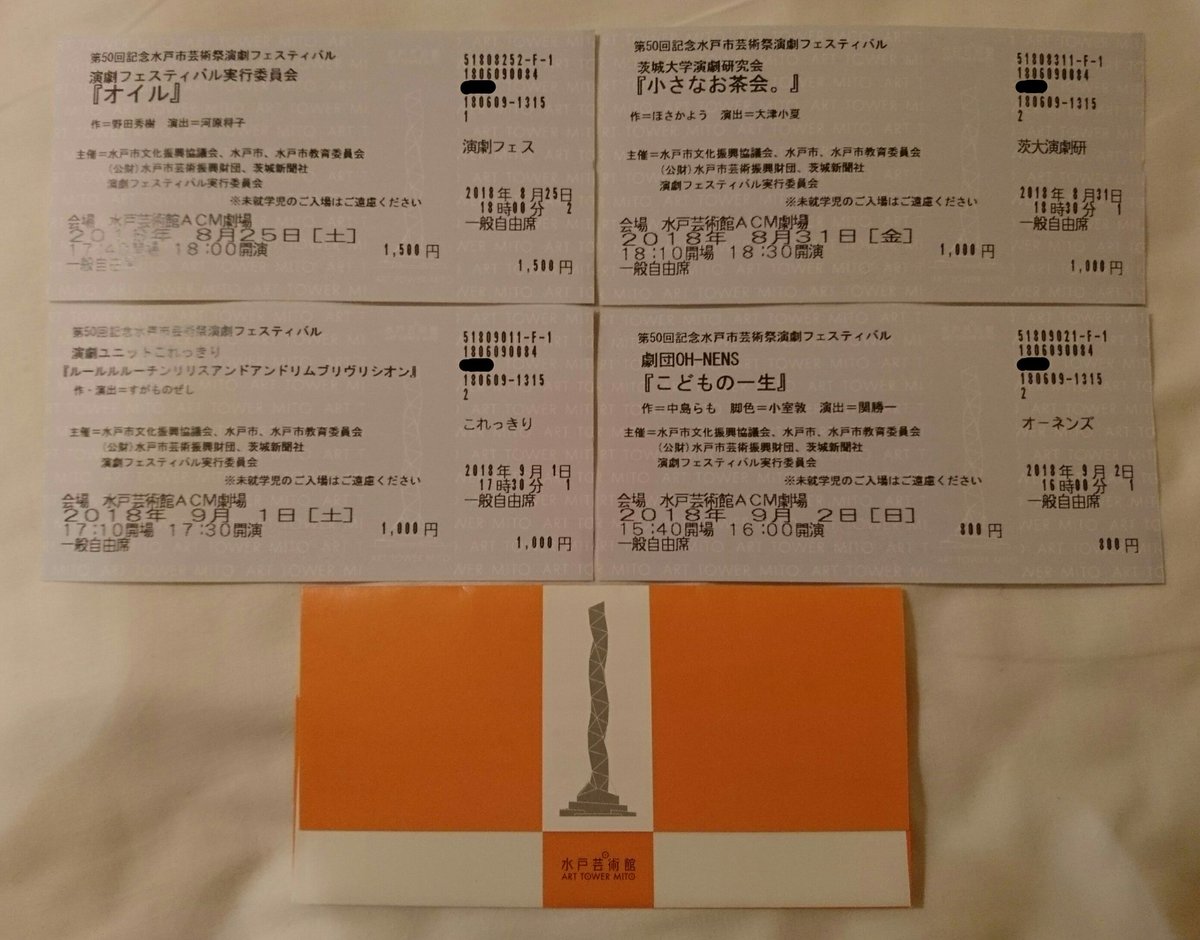 第50回記念水戸市芸術祭演劇フェスティバル
演劇フェスティバル実行委員会
『オイル』
作=野田秀樹 演出=河原将子
主催=水戸市文化振興協議会、水戸市、水戸市教育委員会
(公財)水戸市芸術振興財団、茨城新聞社
演劇フェスティバル実行委員会
※未就学児のご入場はご遠慮ください
会場 水戸芸術館ACM劇場
2018年 8月25日[土]
17:40開場 18:00開演 1,500円
一般自由席
51808252-F-1
1806090084
180609-1315
1
演劇フェス
2018年 8月25日
18時00分 2
一般自由席
1,500円
第50回記念水戸市芸術祭演劇フェスティバル
茨城大学演劇研究会
『小さなお茶会。』
作=ほさかよう 演出=大津小夏
主催=水戸市文化振興協議会、水戸市、水戸市教育委員会
(公財)水戸市芸術振興財団、茨城新聞社
演劇フェスティバル実行委員会
※未就学児のご入場はご遠慮ください
会場 水戸芸術館ACM劇場
2018年 8月31日[金]
18:10開場 18:30開演 1,000円
一般自由席
51808311-F-1
1806090084
180609-1315
2
茨大演劇研
2018年 8月31日
18時30分 1
一般自由席
1,000円
第50回記念水戸市芸術祭演劇フェスティバル
演劇ユニットこれっきり
『ルールルルーチンリリスアンドアンドリムブリヴリシオン』
作・演出=すがものぜし
主催=水戸市文化振興協議会、水戸市、水戸市教育委員会
(公財)水戸市芸術振興財団、茨城新聞社
演劇フェスティバル実行委員会
※未就学児のご入場はご遠慮ください
会場 水戸芸術館ACM劇場
2018年 9月 1日[土]
17:10開場 17:30開演 1,000円
一般自由席
51809011-F-1
1806090084
180609-1315
2
これっきり
2018年 9月 1日
17時30分 1
一般自由席
1,000円
第50回記念水戸市芸術祭演劇フェスティバル
劇団OH-NENS
『こどもの一生』
作=中島らも 脚色=小室敦 演出=関勝一
主催=水戸市文化振興協議会、水戸市、水戸市教育委員会
(公財)水戸市芸術振興財団、茨城新聞社
演劇フェスティバル実行委員会
※未就学児のご入場はご遠慮ください
会場 水戸芸術館ACM劇場
2018年 9月 2日[日]
15:40開場 16:00開演 800円
一般自由席
51809021-F-1
1806090084
180609-1315
2
オーネンズ
2018年 9月 2日
16時00分 1
一般自由席
800円
水戸芸術館
ART TOWER MITO